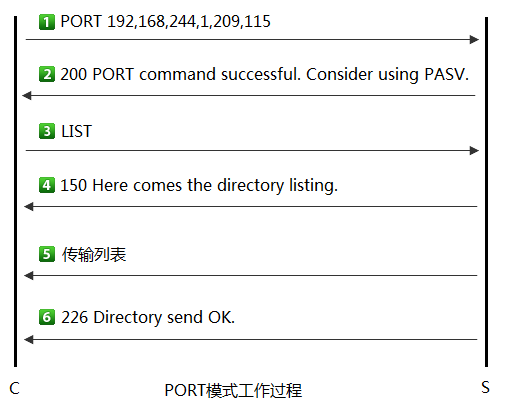 1 PORT 192,168,244,1,209,115
2 200 PORT command successful. Consider using PASV.
3 LIST
4 150 Here comes the directory listing.
5 传输列表
6 226 Directory send OK.
C
PORT模式工作过程
S